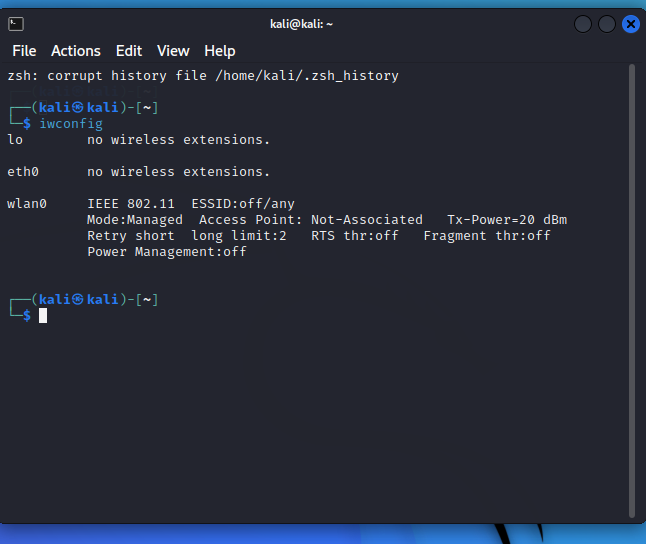 kali@kali: ~
File Actions Edit View Help
zsh: corrupt history file /home/kali/.zsh_history
┌──(kali㉿kali)-[~]
└─$ iwconfig
lo        no wireless extensions.
eth0      no wireless extensions.
wlan0     IEEE 802.11  ESSID:off/any
          Mode:Managed  Access Point: Not-Associated   Tx-Power=20 dBm
          Retry short  long limit:2   RTS thr:off   Fragment thr:off
          Power Management:off
┌──(kali㉿kali)-[~]
└─$